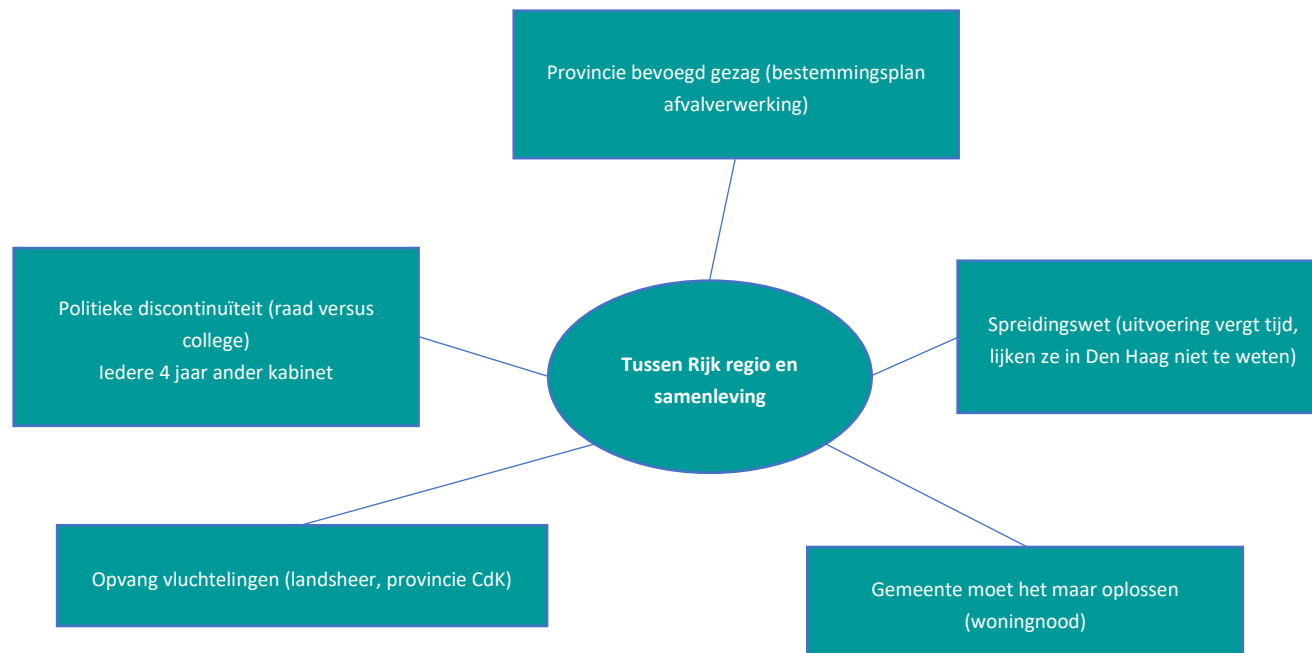 Provincie bevoegd gezag (bestemmingsplan
afvalverwerking)
Politieke discontinuïteit (raad versus
college)
Iedere 4 jaar ander kabinet
Spreidingswet (uitvoering vergt tijd,
lijken ze in Den Haag niet te weten)
Tussen Rijk regio en
samenleving
Opvang vluchtelingen (landsheer, provincie CdK)
Gemeente moet het maar oplossen
(woningnood)